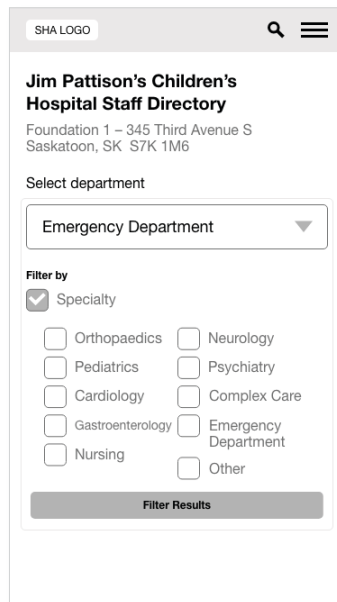 SHA LOGO
Jim Pattison's Children's
Hospital Staff Directory
Foundation 1 – 345 Third Avenue S
Saskatoon, SK  S7K 1M6
Select department
Emergency Department
Filter by
Specialty
Orthopaedics
Neurology
Pediatrics
Psychiatry
Cardiology
Complex Care
Gastroenterology
Emergency
Department
Nursing
Other
Filter Results